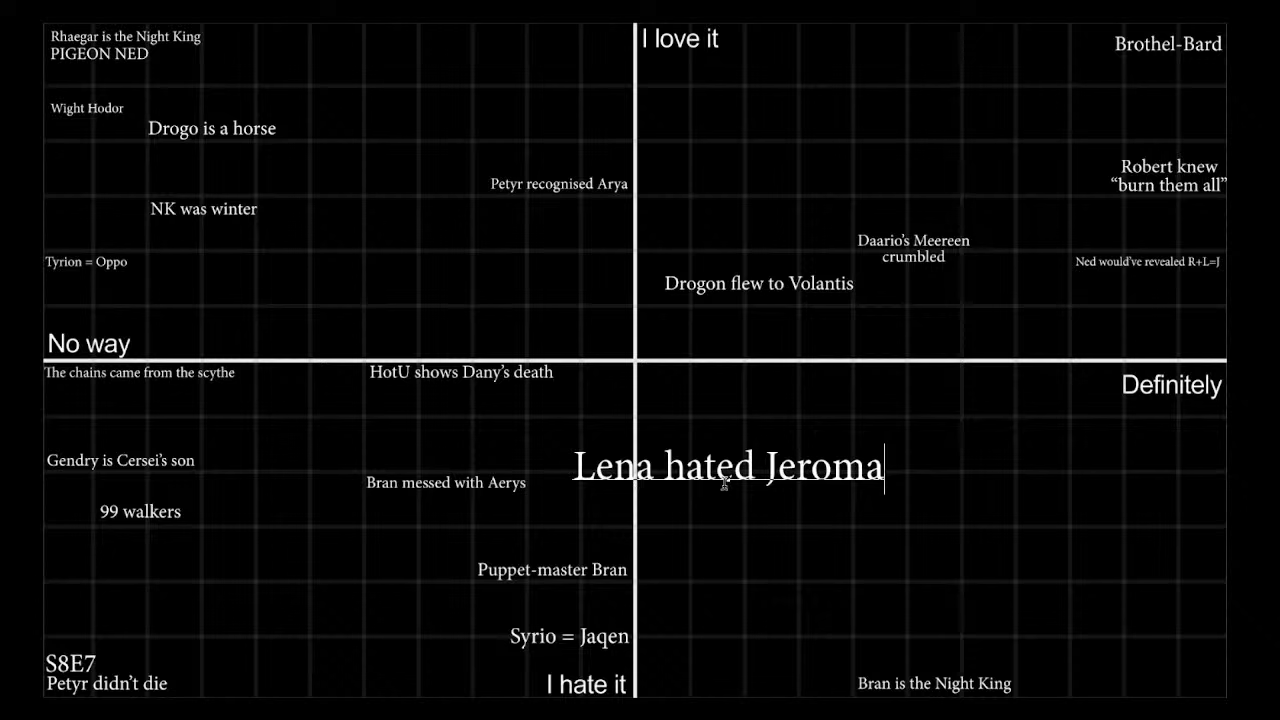 Rhaegar is the Night King
PIGEON NED
I love it
Brothel-Bard
Wight Hodor
Drogo is a horse
Petyr recognised Arya
Robert knew
“burn them all”
NK was winter
Daario’s Meereen
crumbled
Tyrion = Oppo
Ned would’ve revealed R+L=J
Drogon flew to Volantis
No way
The chains came from the scythe
HotU shows Dany’s death
Definitely
Gendry is Cersei’s son
Lena hated Jeroma
Bran messed with Aerys
99 walkers
Puppet-master Bran
Syrio = Jaqen
S8E7
Petyr didn’t die
I hate it
Bran is the Night King